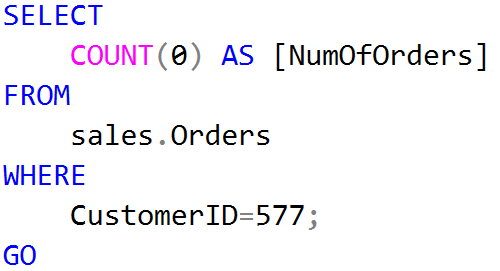 SELECT
COUNT(0) AS [NumOfOrders]
FROM
sales.Orders
WHERE
CustomerID=577;
GO